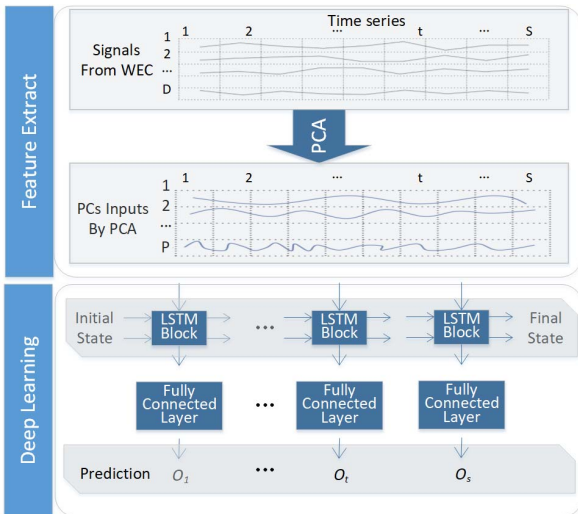 Feature Extract
Time series
1 2 ... t ... S
Signals
From WEC
1
2
...
D
PCA
1 2 ... t ... S
PCs Inputs
By PCA
1
2
...
P
Deep Learning
Initial
State
LSTM
Block
...
LSTM
Block
LSTM
Block
Final
State
Fully
Connected
Layer
...
Fully
Connected
Layer
Fully
Connected
Layer
Prediction O1 ... Ot Os